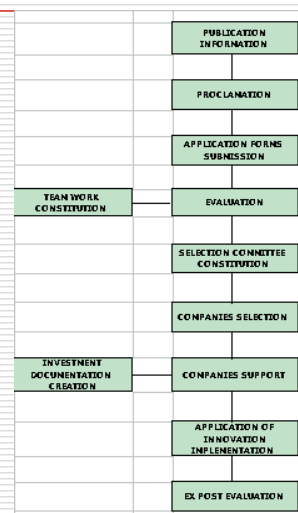 PUBLICATION
INFORMATION
PROCLAMATION
APPLICATION FORMS
SUBMISSION
TEAM WORK
CONSTITUTION
EVALUATION
SELECTION COMMITTEE
CONSTITUTION
COMPANIES SELECTION
INVESTMENT
DOCUMENTATION
CREATION
COMPANIES SUPPORT
APPLICATION OF
INNOVATION
IMPLEMENTATION
EX POST EVALUATION